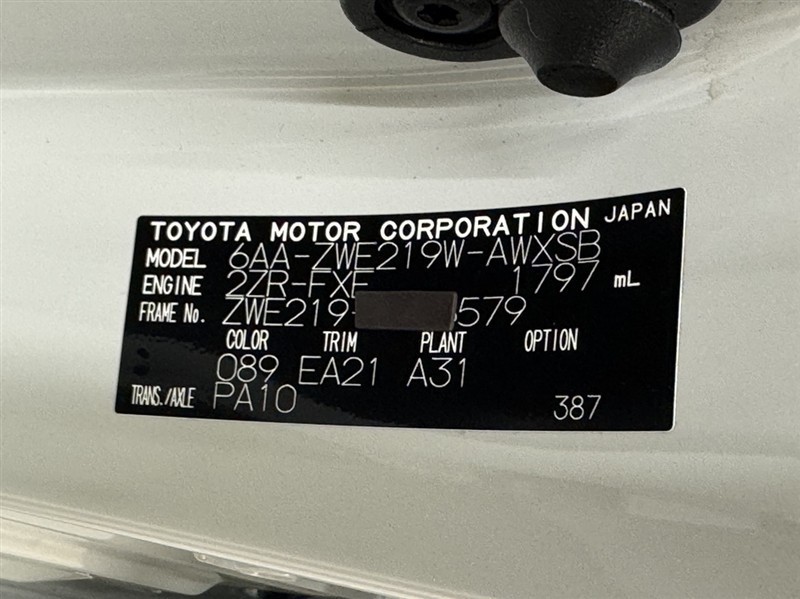 TOYOTA MOTOR CORPORATION JAPAN
MODEL 6AA-ZWE219W-AWXSB
ENGINE 2ZR-FXE 1797 mL
FRAME No. ZWE219- 579
COLOR TRIM PLANT OPTION
089 EA21 A31
TRANS./AXLE PA10 387